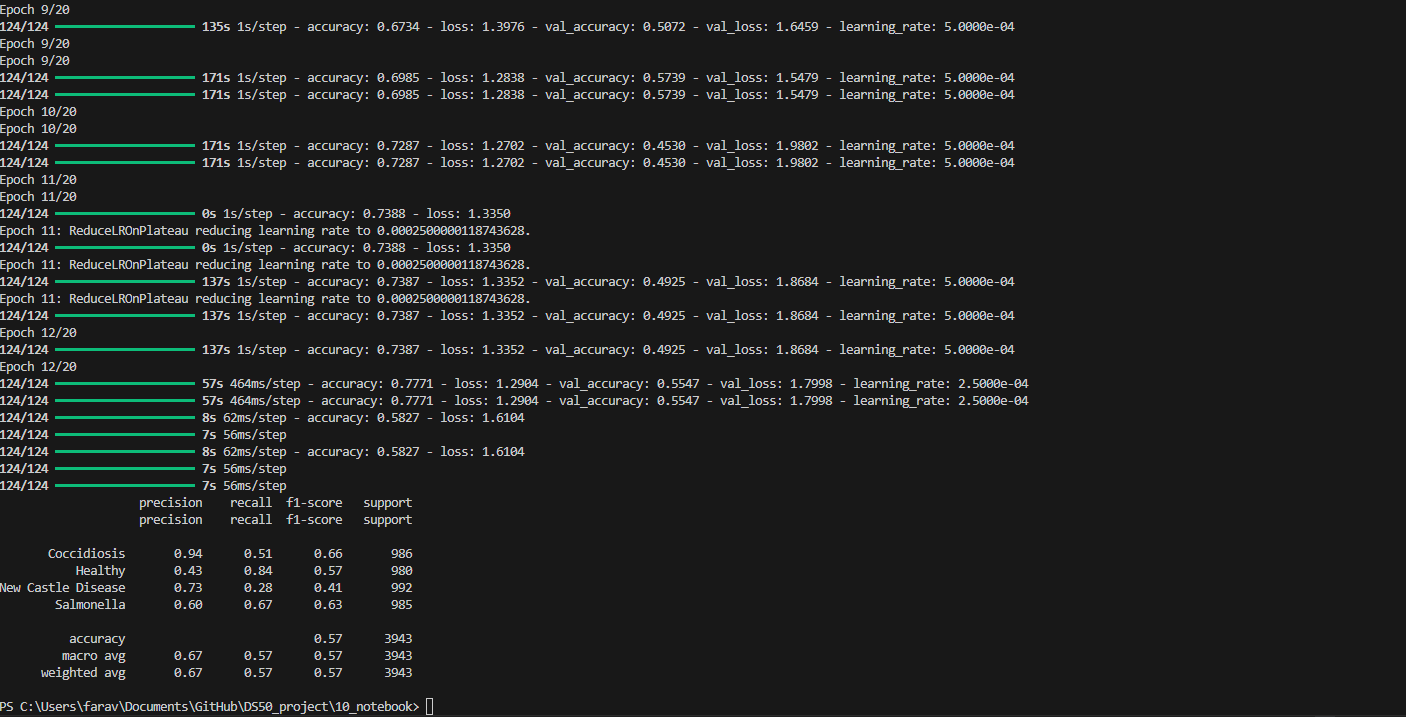 Epoch 9/20
124/124 ━━━━━━━━━━━━━━━━━━━━ 135s 1s/step - accuracy: 0.6734 - loss: 1.3976 - val_accuracy: 0.5072 - val_loss: 1.6459 - learning_rate: 5.0000e-04
Epoch 9/20
Epoch 9/20
124/124 ━━━━━━━━━━━━━━━━━━━━ 171s 1s/step - accuracy: 0.6985 - loss: 1.2838 - val_accuracy: 0.5739 - val_loss: 1.5479 - learning_rate: 5.0000e-04
124/124 ━━━━━━━━━━━━━━━━━━━━ 171s 1s/step - accuracy: 0.6985 - loss: 1.2838 - val_accuracy: 0.5739 - val_loss: 1.5479 - learning_rate: 5.0000e-04
Epoch 10/20
Epoch 10/20
124/124 ━━━━━━━━━━━━━━━━━━━━ 171s 1s/step - accuracy: 0.7287 - loss: 1.2702 - val_accuracy: 0.4530 - val_loss: 1.9802 - learning_rate: 5.0000e-04
124/124 ━━━━━━━━━━━━━━━━━━━━ 171s 1s/step - accuracy: 0.7287 - loss: 1.2702 - val_accuracy: 0.4530 - val_loss: 1.9802 - learning_rate: 5.0000e-04
Epoch 11/20
Epoch 11/20
124/124 ━━━━━━━━━━━━━━━━━━━━ 0s 1s/step - accuracy: 0.7388 - loss: 1.3350
Epoch 11: ReduceLROnPlateau reducing learning rate to 0.0002500000118743628.
124/124 ━━━━━━━━━━━━━━━━━━━━ 0s 1s/step - accuracy: 0.7388 - loss: 1.3350
Epoch 11: ReduceLROnPlateau reducing learning rate to 0.0002500000118743628.
124/124 ━━━━━━━━━━━━━━━━━━━━ 137s 1s/step - accuracy: 0.7387 - loss: 1.3352 - val_accuracy: 0.4925 - val_loss: 1.8684 - learning_rate: 5.0000e-04
Epoch 11: ReduceLROnPlateau reducing learning rate to 0.0002500000118743628.
124/124 ━━━━━━━━━━━━━━━━━━━━ 137s 1s/step - accuracy: 0.7387 - loss: 1.3352 - val_accuracy: 0.4925 - val_loss: 1.8684 - learning_rate: 5.0000e-04
Epoch 12/20
124/124 ━━━━━━━━━━━━━━━━━━━━ 137s 1s/step - accuracy: 0.7387 - loss: 1.3352 - val_accuracy: 0.4925 - val_loss: 1.8684 - learning_rate: 5.0000e-04
Epoch 12/20
124/124 ━━━━━━━━━━━━━━━━━━━━ 57s 464ms/step - accuracy: 0.7771 - loss: 1.2904 - val_accuracy: 0.5547 - val_loss: 1.7998 - learning_rate: 2.5000e-04
124/124 ━━━━━━━━━━━━━━━━━━━━ 57s 464ms/step - accuracy: 0.7771 - loss: 1.2904 - val_accuracy: 0.5547 - val_loss: 1.7998 - learning_rate: 2.5000e-04
124/124 ━━━━━━━━━━━━━━━━━━━━ 8s 62ms/step - accuracy: 0.5827 - loss: 1.6104
124/124 ━━━━━━━━━━━━━━━━━━━━ 7s 56ms/step
124/124 ━━━━━━━━━━━━━━━━━━━━ 8s 62ms/step - accuracy: 0.5827 - loss: 1.6104
124/124 ━━━━━━━━━━━━━━━━━━━━ 7s 56ms/step
124/124 ━━━━━━━━━━━━━━━━━━━━ 7s 56ms/step
precision recall f1-score support
precision recall f1-score support
Coccidiosis 0.94 0.51 0.66 986
Healthy 0.43 0.84 0.57 980
New Castle Disease 0.73 0.28 0.41 992
Salmonella 0.60 0.67 0.63 985
accuracy 0.57 3943
macro avg 0.67 0.57 0.57 3943
weighted avg 0.67 0.57 0.57 3943
PS C:\Users\farav\Documents\GitHub\DS50_project\10_notebook>